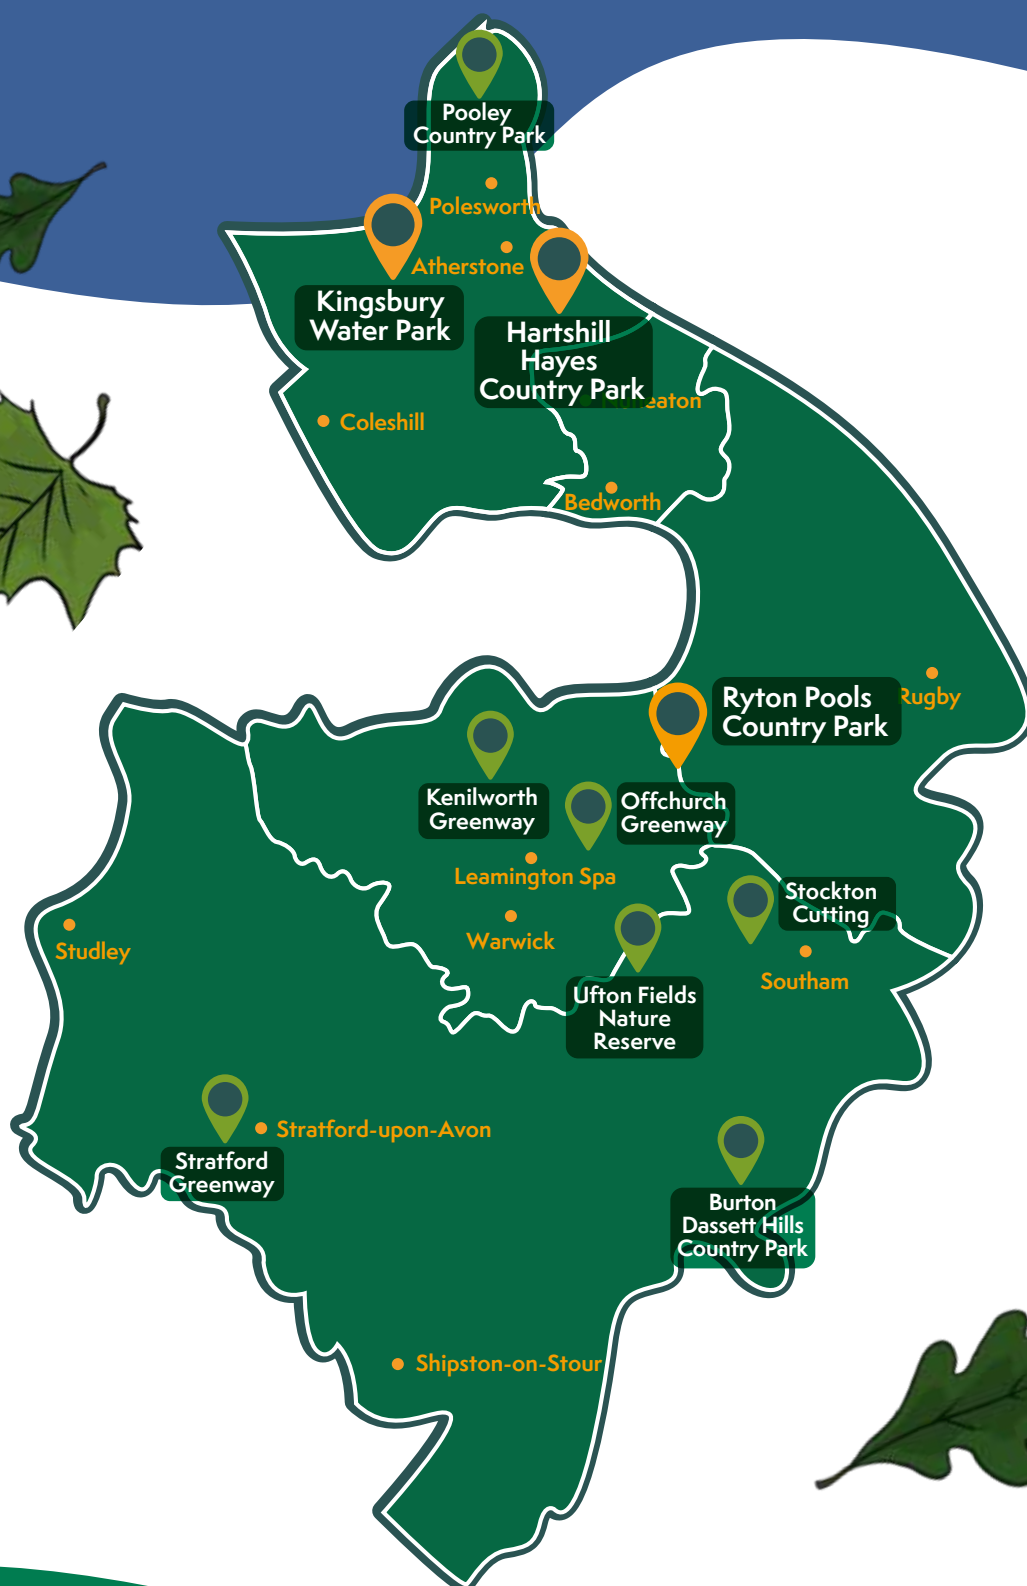 Pooley
Country Park
Polesworth
Atherstone
Kingsbury
Water Park
Hartshill
Hayes
Country Park
Coleshill
Bedworth
Ryton Pools
Country Park
Rugby
Kenilworth
Greenway
Offchurch
Greenway
Leamington Spa
Stockton
Cutting
Studley
Warwick
Southam
Ufton Fields
Nature
Reserve
Stratford-upon-Avon
Stratford
Greenway
Burton
Dassett Hills
Country Park
Shipston-on-Stour